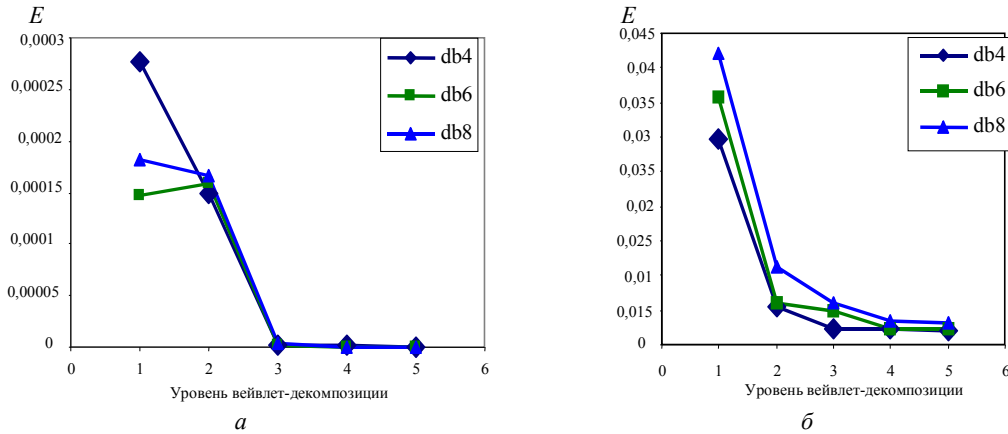 E
0,0003
0,00025
0,0002
0,00015
0,0001
0,00005
0
0 1 2 3 4 5 6
Уровень вейвлет-декомпозиции
db4
db6
db8
а
E
0,045
0,04
0,035
0,03
0,025
0,02
0,025
0,01
0,015
0
0 1 2 3 4 5 6
Уровень вейвлет-декомпозиции
db4
db6
db8
б